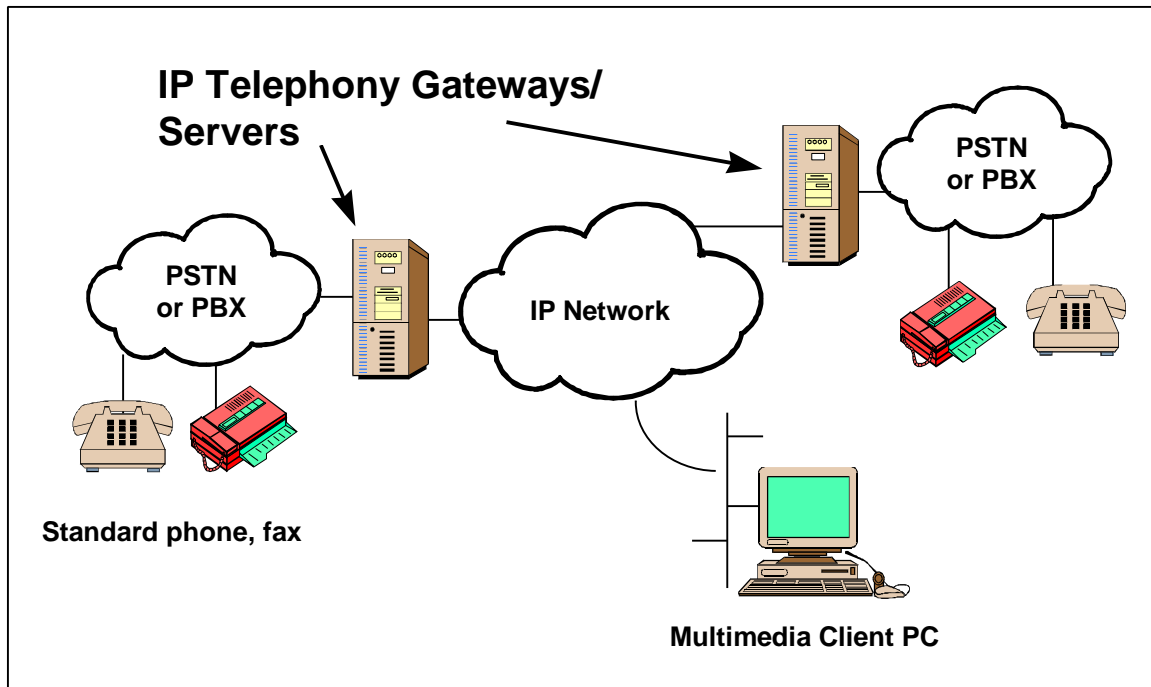 IP Telephony Gateways/
Servers
PSTN
or PBX
PSTN
or PBX
IP Network
Standard phone, fax
Multimedia Client PC